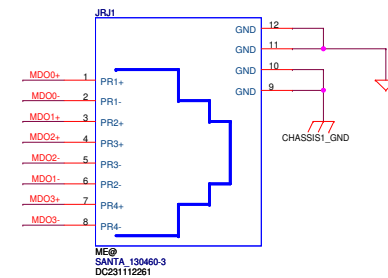 JRJ1
GND 12
GND 11
GND 10
GND 9
MDO0+ 1 PR1+
MDO0- 2 PR1-
MDO1+ 3 PR2+
MDO2+ 4 PR3+
MDO2- 5 PR3-
MDO1- 6 PR2-
MDO3+ 7 PR4+
MDO3- 8 PR4-
CHASSIS1_GND
ME@
SANTA_130460-3
DC231112261